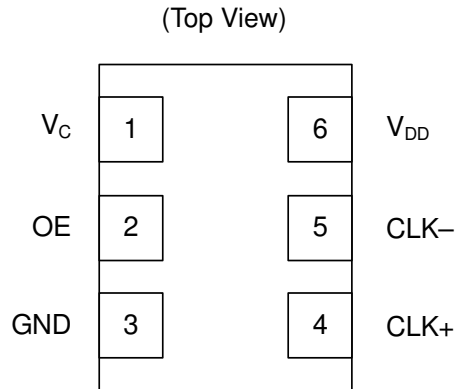 (Top View)
V_C 1 6 V_DD
OE 2 5 CLK–
GND 3 4 CLK+